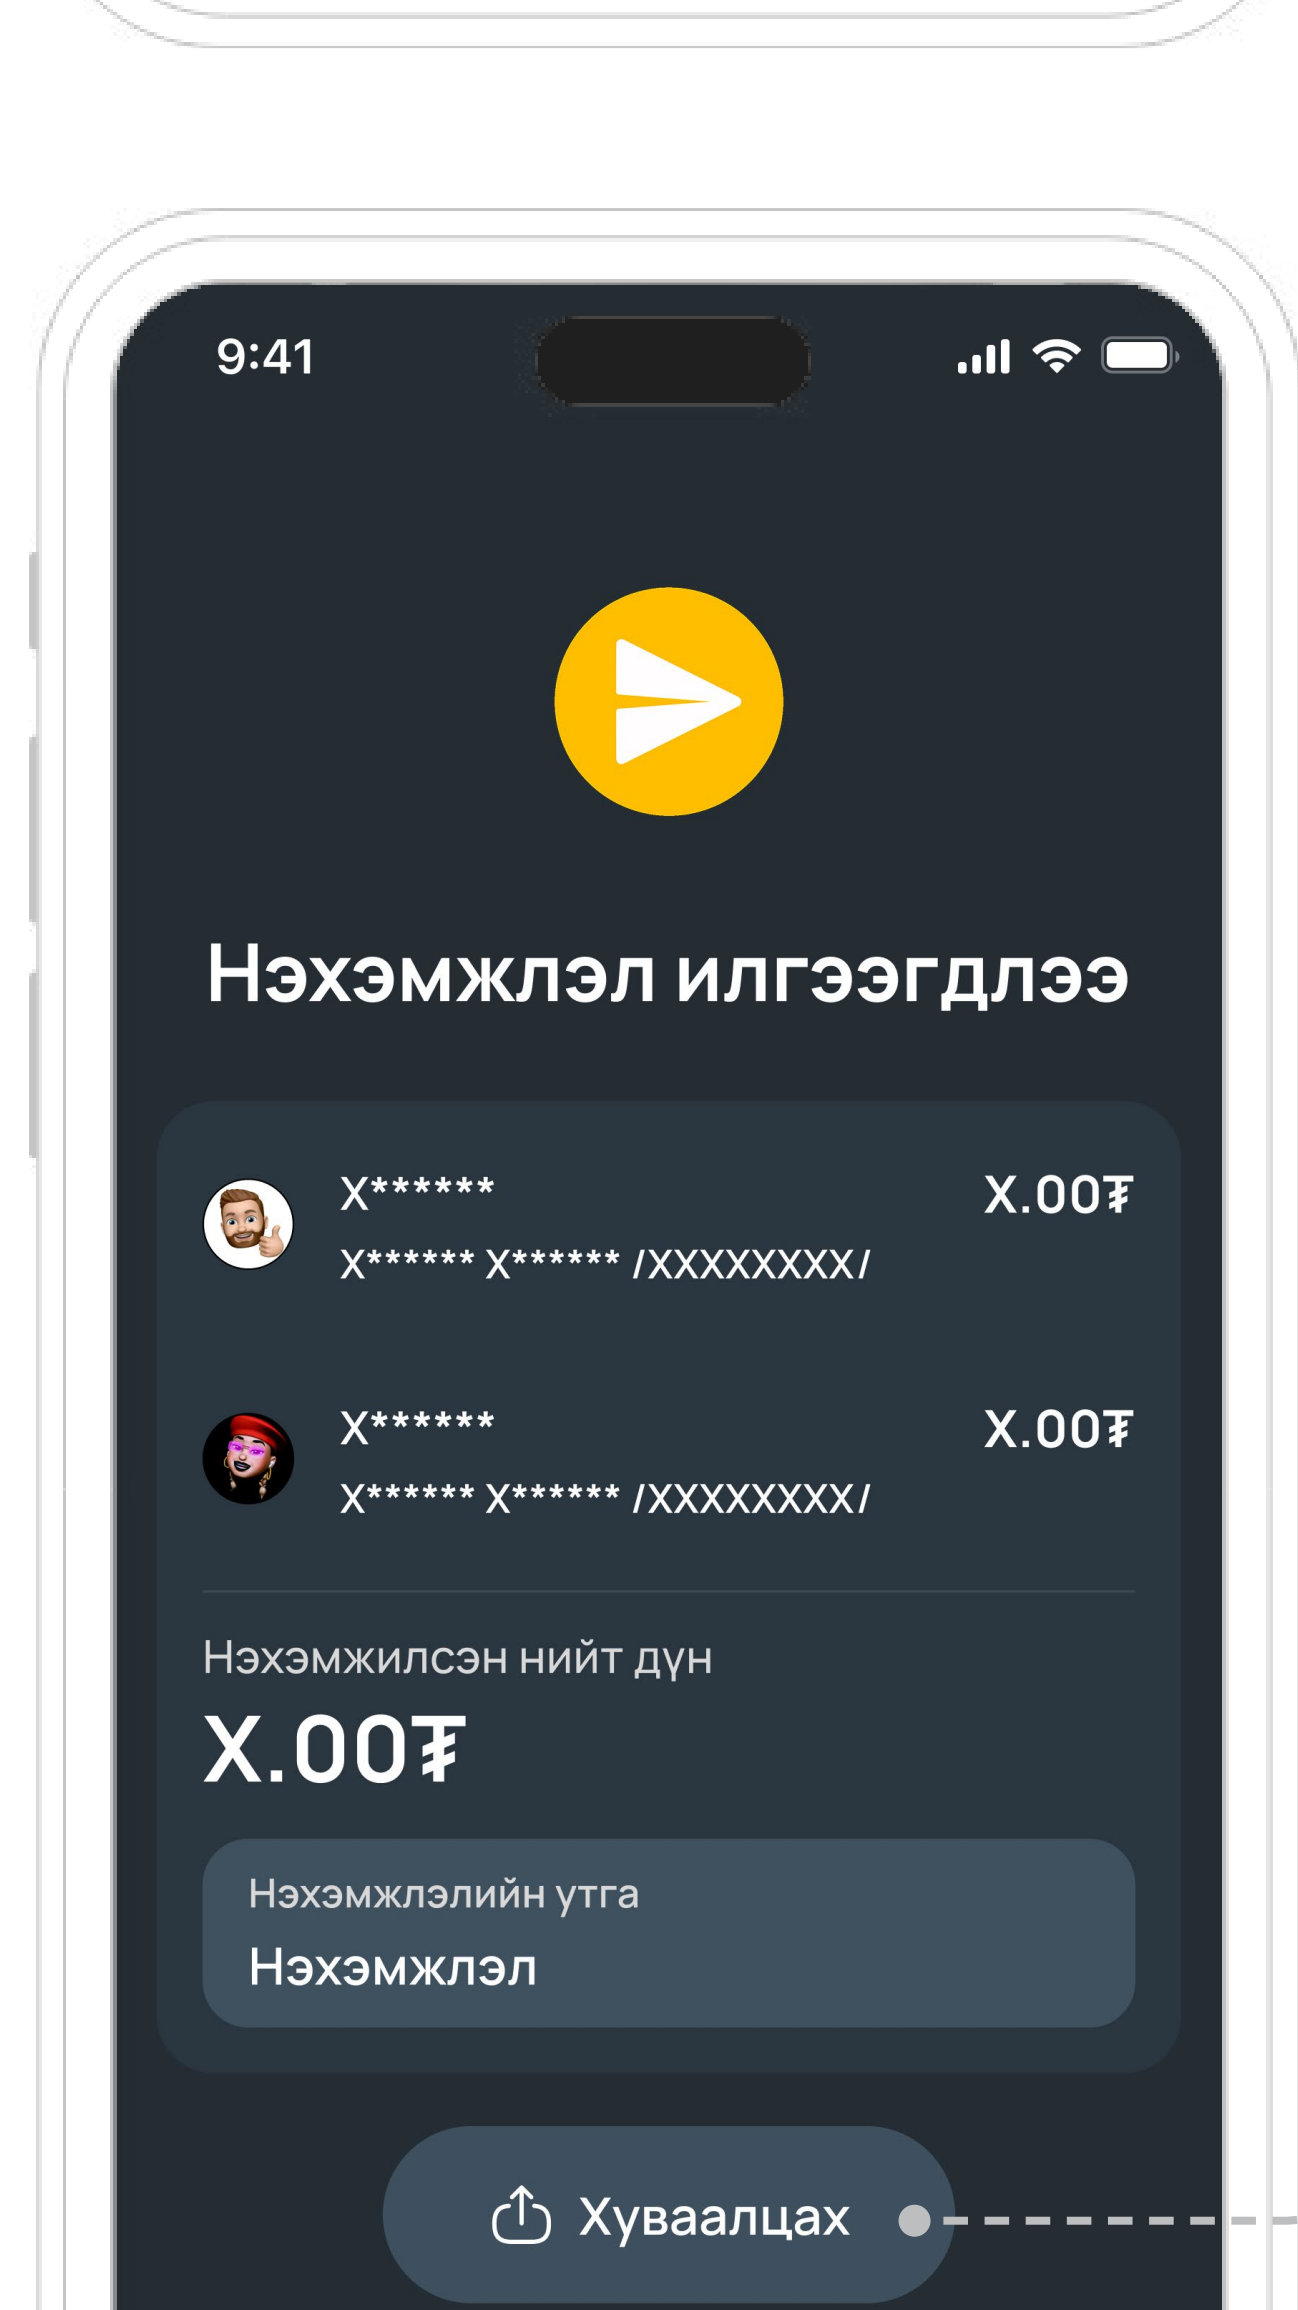 9:41
Нэхэмжлэл илгээгдлээ
X******
X.00₮
X****** X****** /XXXXXXXX/
X******
X.00₮
X****** X****** /XXXXXXXX/
Нэхэмжилсэн нийт дүн
X.00₮
Нэхэмжлэлийн утга
Нэхэмжлэл
Хуваалцах